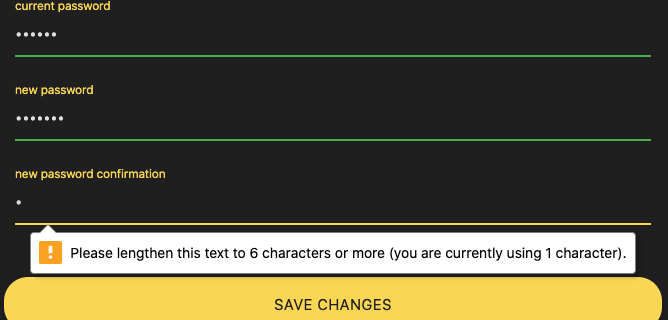 current password
••••••
new password
•••••••
new password confirmation
•
Please lengthen this text to 6 characters or more (you are currently using 1 character).
SAVE CHANGES